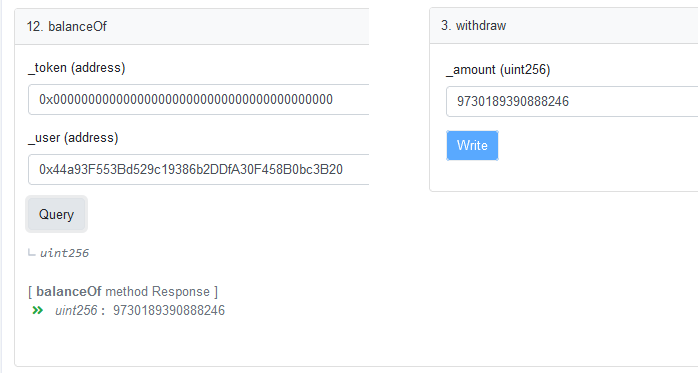 12. balanceOf
_token (address)
0x0000000000000000000000000000000000000000
_user (address)
0x44a93F553Bd529c19386b2DDfA30F458B0bc3B20
Query
uint256
[ balanceOf method Response ]
uint256 : 9730189390888246
3. withdraw
_amount (uint256)
9730189390888246
Write